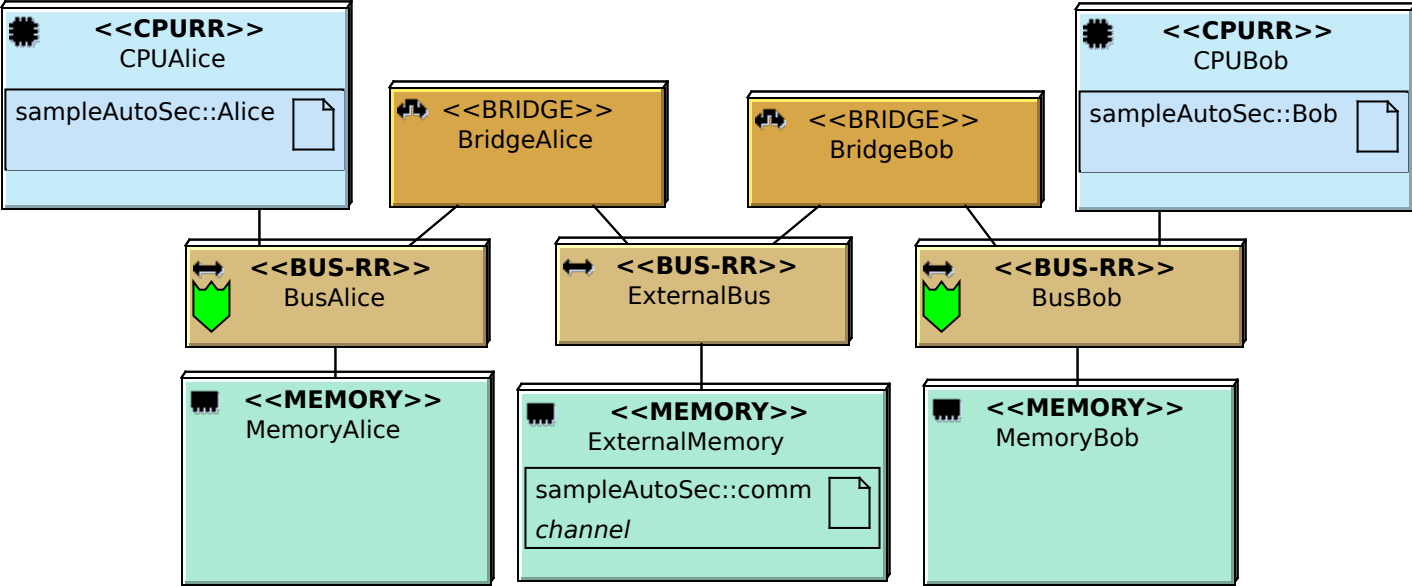 <<CPURR>>
CPUAlice
sampleAutoSec::Alice
<<BRIDGE>>
BridgeAlice
<<BRIDGE>>
BridgeBob
<<CPURR>>
CPUBob
sampleAutoSec::Bob
<<BUS-RR>>
BusAlice
<<BUS-RR>>
ExternalBus
<<BUS-RR>>
BusBob
<<MEMORY>>
MemoryAlice
<<MEMORY>>
ExternalMemory
sampleAutoSec::comm
channel
<<MEMORY>>
MemoryBob